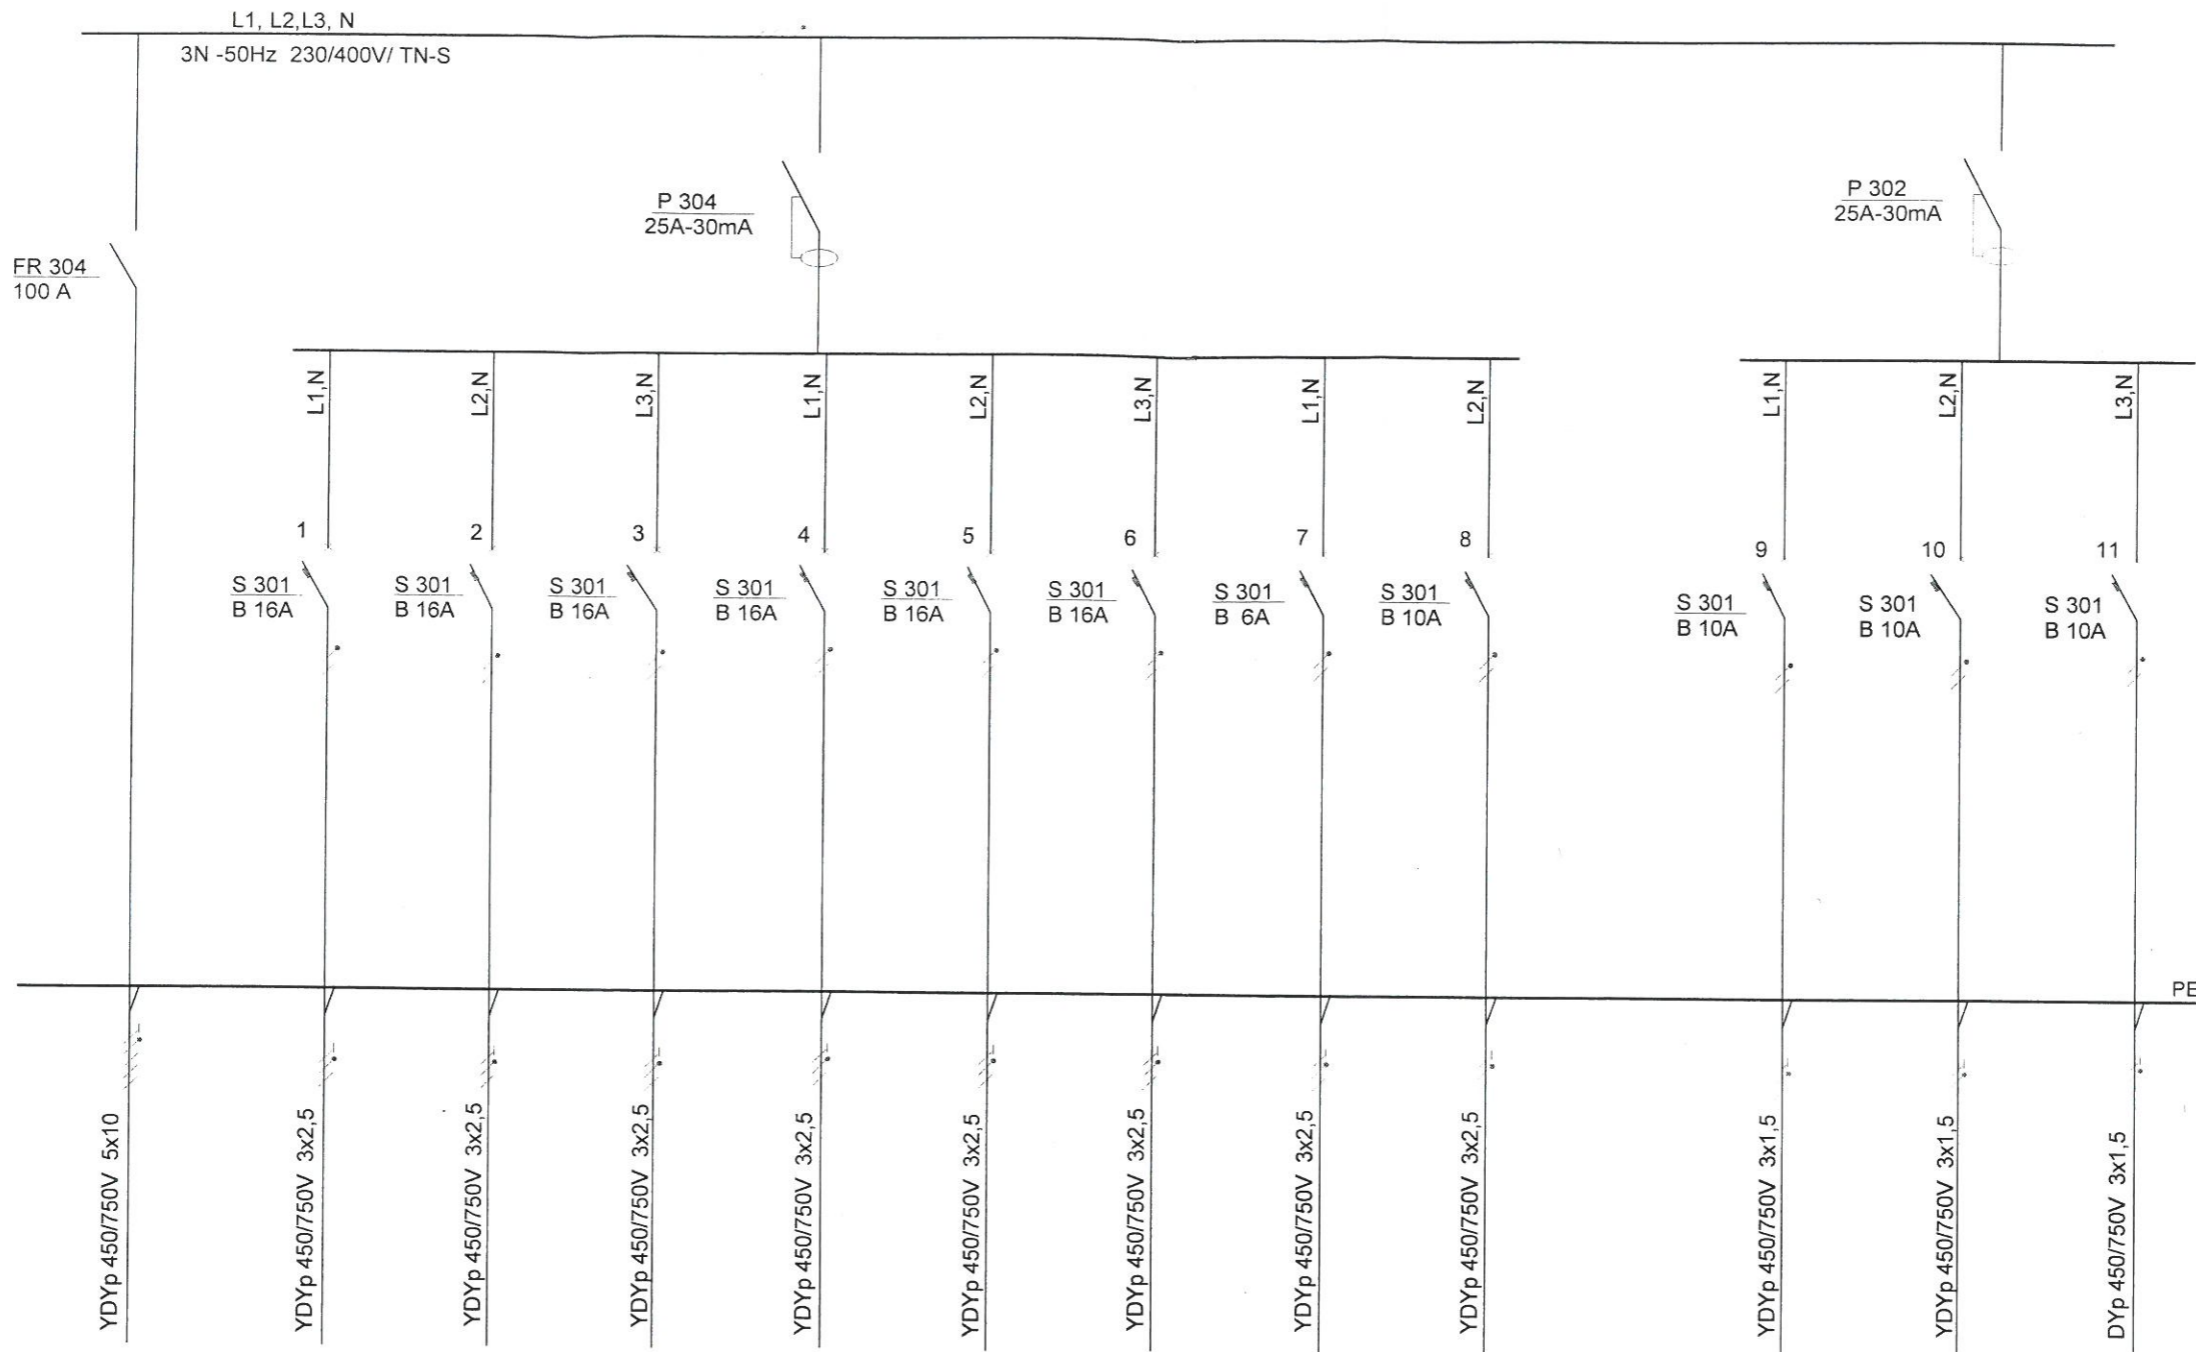 L1, L2,L3, N
3N -50Hz 230/400V/ TN-S
P 304
25A-30mA
P 302
25A-30mA
FR 304
100 A
L1,N
L2,N
L3,N
L1,N
L2,N
L3,N
L1,N
L2,N
L1,N
L2,N
L3,N
1
2
3
4
5
6
7
8
9
10
11
S 301
B 16A
S 301
B 16A
S 301
B 16A
S 301
B 16A
S 301
B 16A
S 301
B 16A
S 301
B 6A
S 301
B 10A
S 301
B 10A
S 301
B 10A
S 301
B 10A
PE
YDYp 450/750V 5x10
YDYp 450/750V 3x2,5
YDYp 450/750V 3x2,5
YDYp 450/750V 3x2,5
YDYp 450/750V 3x2,5
YDYp 450/750V 3x2,5
YDYp 450/750V 3x2,5
YDYp 450/750V 3x2,5
YDYp 450/750V 3x2,5
YDYp 450/750V 3x1,5
YDYp 450/750V 3x1,5
DYp 450/750V 3x1,5